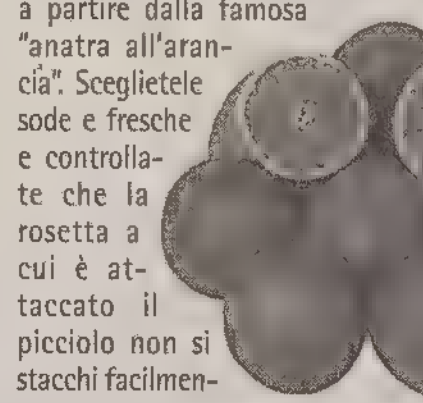 a partire dalla famosa
"anatra all'aran-
cia". Sceglietele
sode e fresche
e controlla-
te che la
rosetta a
cui è at-
taccato il
picciolo non si
stacchi facilmen-